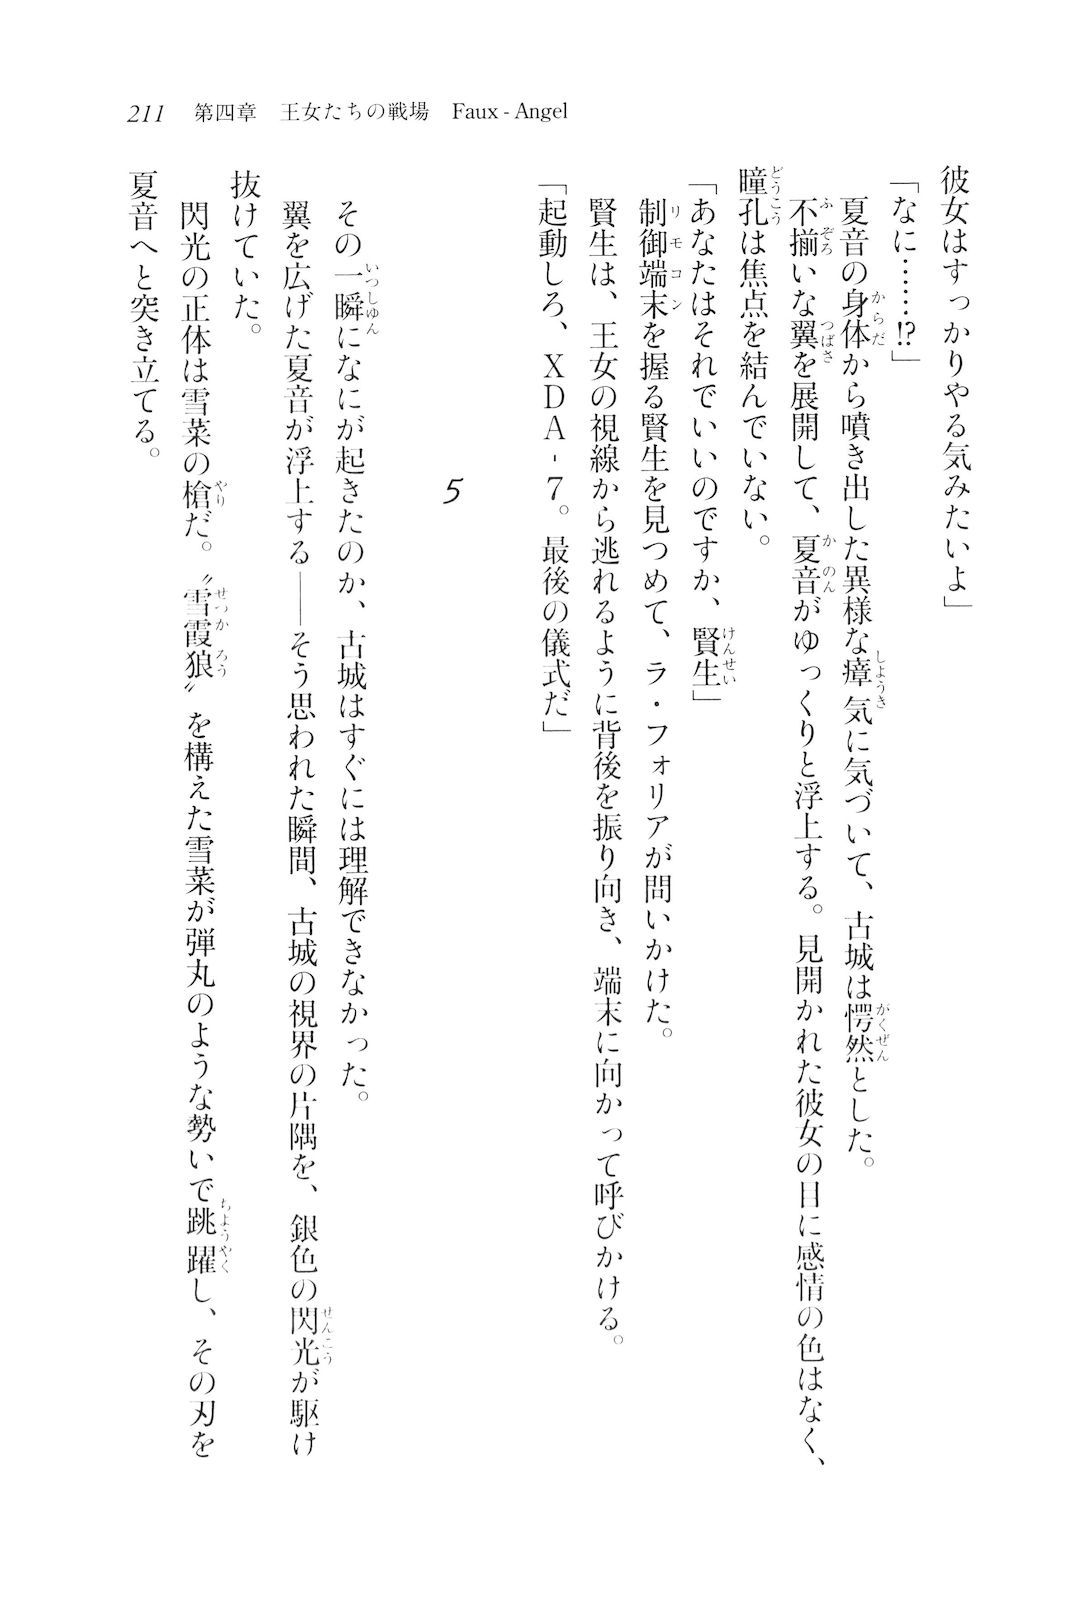 211 第四章 王女たちの戦場 Faux - Angel
彼女はすっかりやる気みたいよ」
「なに……!?」
夏音の身体から噴き出した異様な瘴気に気づいて、古城は愕然とした。
不揃いな翼を展開して、夏音がゆっくりと浮上する。見開かれた彼女の目に感情の色はなく、
瞳孔は焦点を結んでいない。
「あなたはそれでいいのですか、賢生」
制御端末を握る賢生を見つめて、ラ・フォリアが問いかけた。
賢生は、王女の視線から逃れるように背後を振り向き、端末に向かって呼びかける。
「起動しろ、ＸＤＡ-７。最後の儀式だ」
5
その一瞬になにが起きたのか、古城はすぐには理解できなかった。
翼を広げた夏音が浮上する――そう思われた瞬間、古城の視界の片隅を、銀色の閃光が駆け
抜けていた。
閃光の正体は雪菜の槍だ。〝雪霞狼〟を構えた雪菜が弾丸のような勢いで跳躍し、その刃を
夏音へと突き立てる。